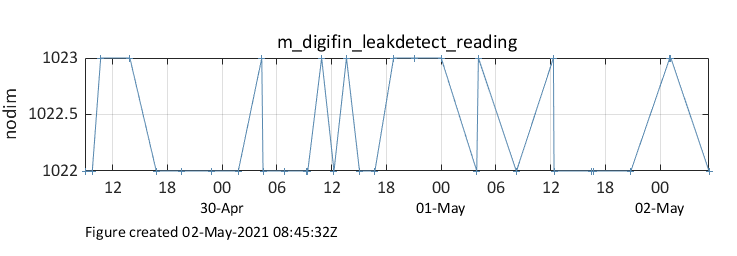 m_digifin_leakdetect_reading
nodim
1023
1022.5
1022
12 18 00 06 12 18 00 06 12 18 00
30-Apr 01-May 02-May
Figure created 02-May-2021 08:45:32Z